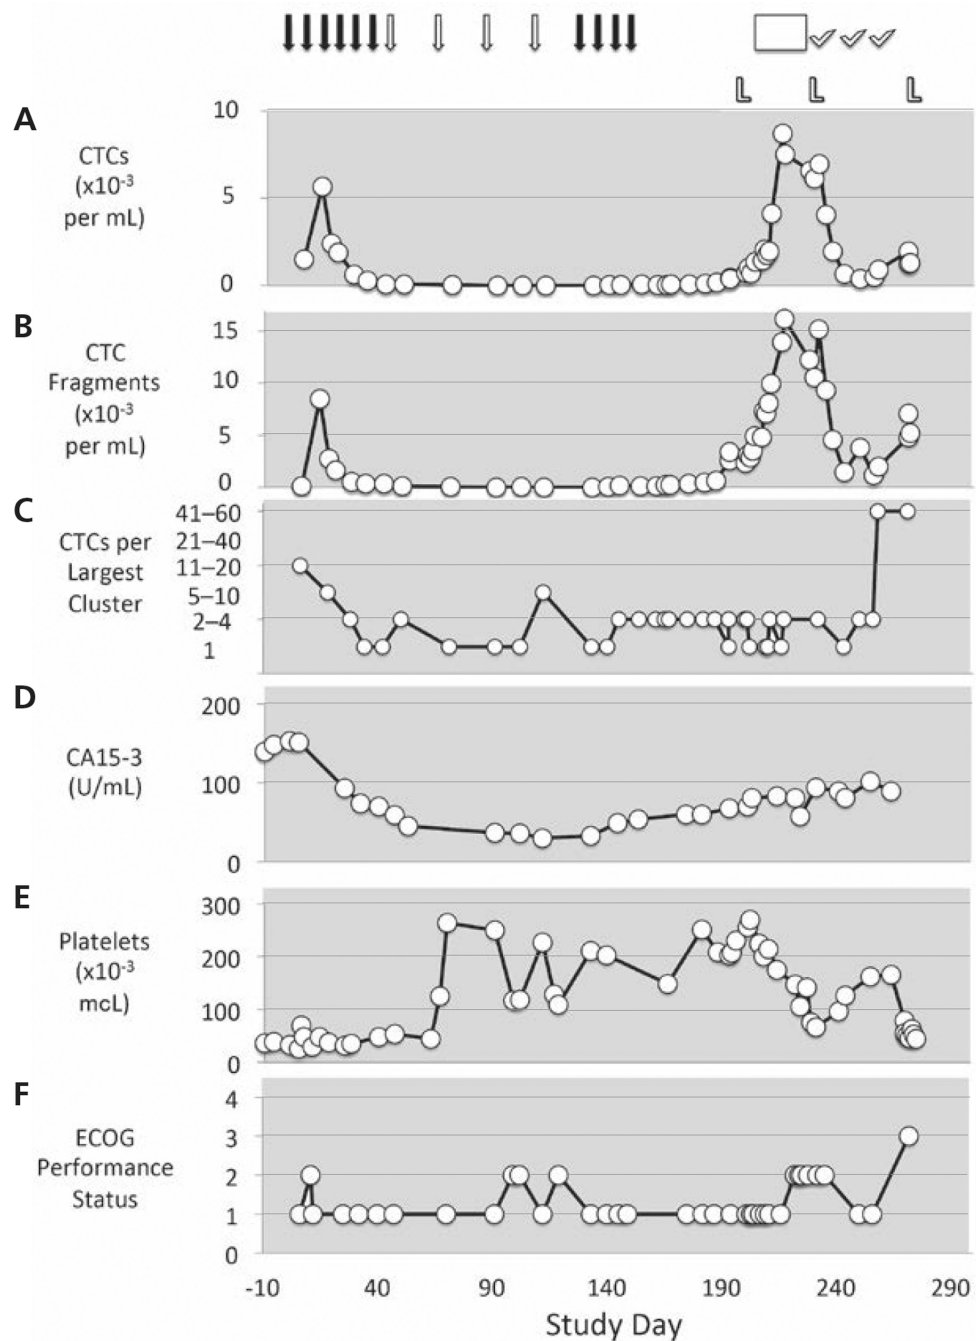 L L L
A
CTCs
(x10-3
per mL)
10
5
0
B
CTC
Fragments
(x10-3
per mL)
15
10
5
0
C
CTCs per
Largest
Cluster
41–60
21–40
11–20
5–10
2–4
1
D
CA15-3
(U/mL)
200
100
0
E
Platelets
(x10-3
mcL)
300
200
100
0
F
ECOG
Performance
Status
4
3
2
1
0
-10 40 90 140 190 240 290
Study Day